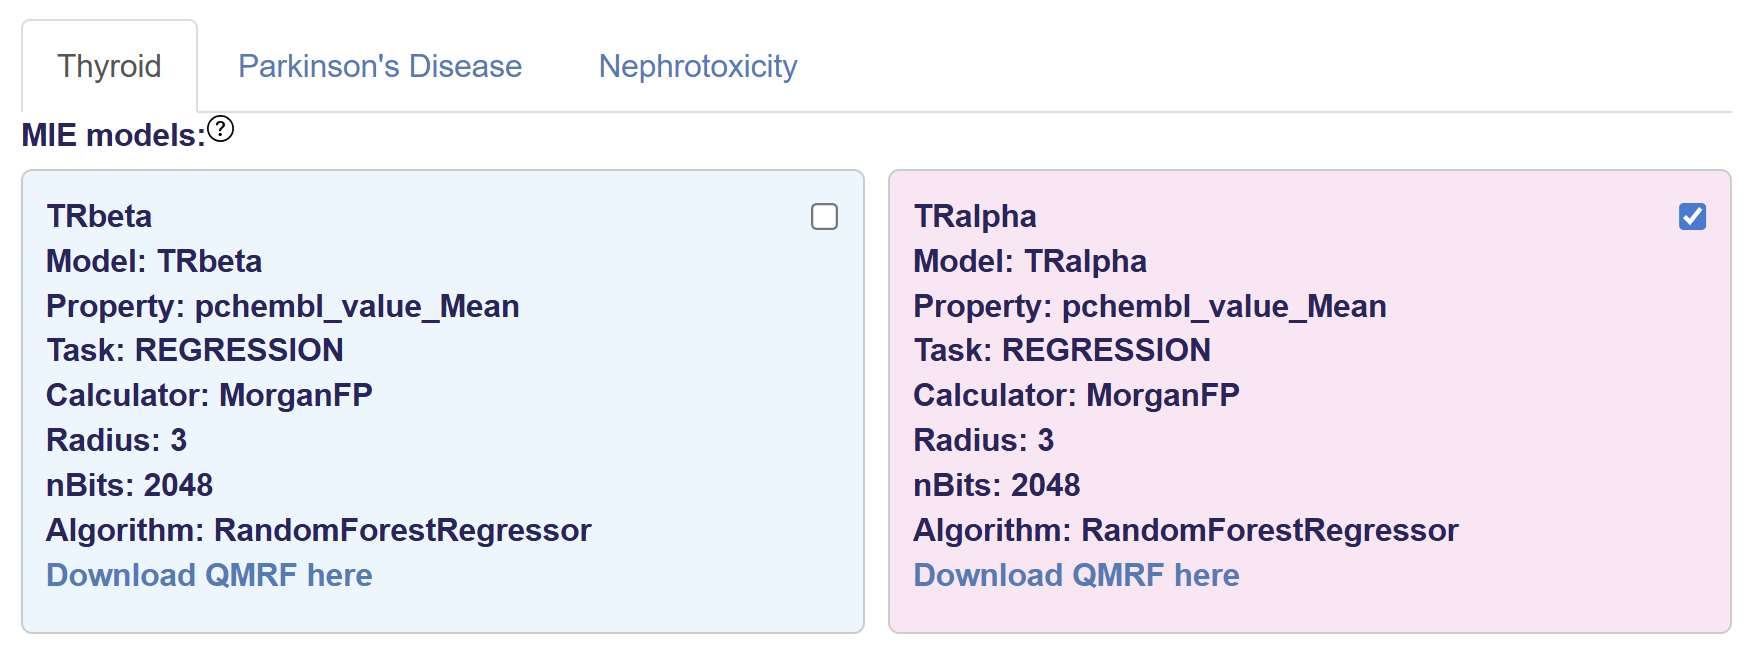 Thyroid
Parkinson's Disease
Nephrotoxicity
MIE models:?
TRbeta
Model: TRbeta
Property: pchembl_value_Mean
Task: REGRESSION
Calculator: MorganFP
Radius: 3
nBits: 2048
Algorithm: RandomForestRegressor
Download QMRF here
TRalpha
Model: TRalpha
Property: pchembl_value_Mean
Task: REGRESSION
Calculator: MorganFP
Radius: 3
nBits: 2048
Algorithm: RandomForestRegressor
Download QMRF here